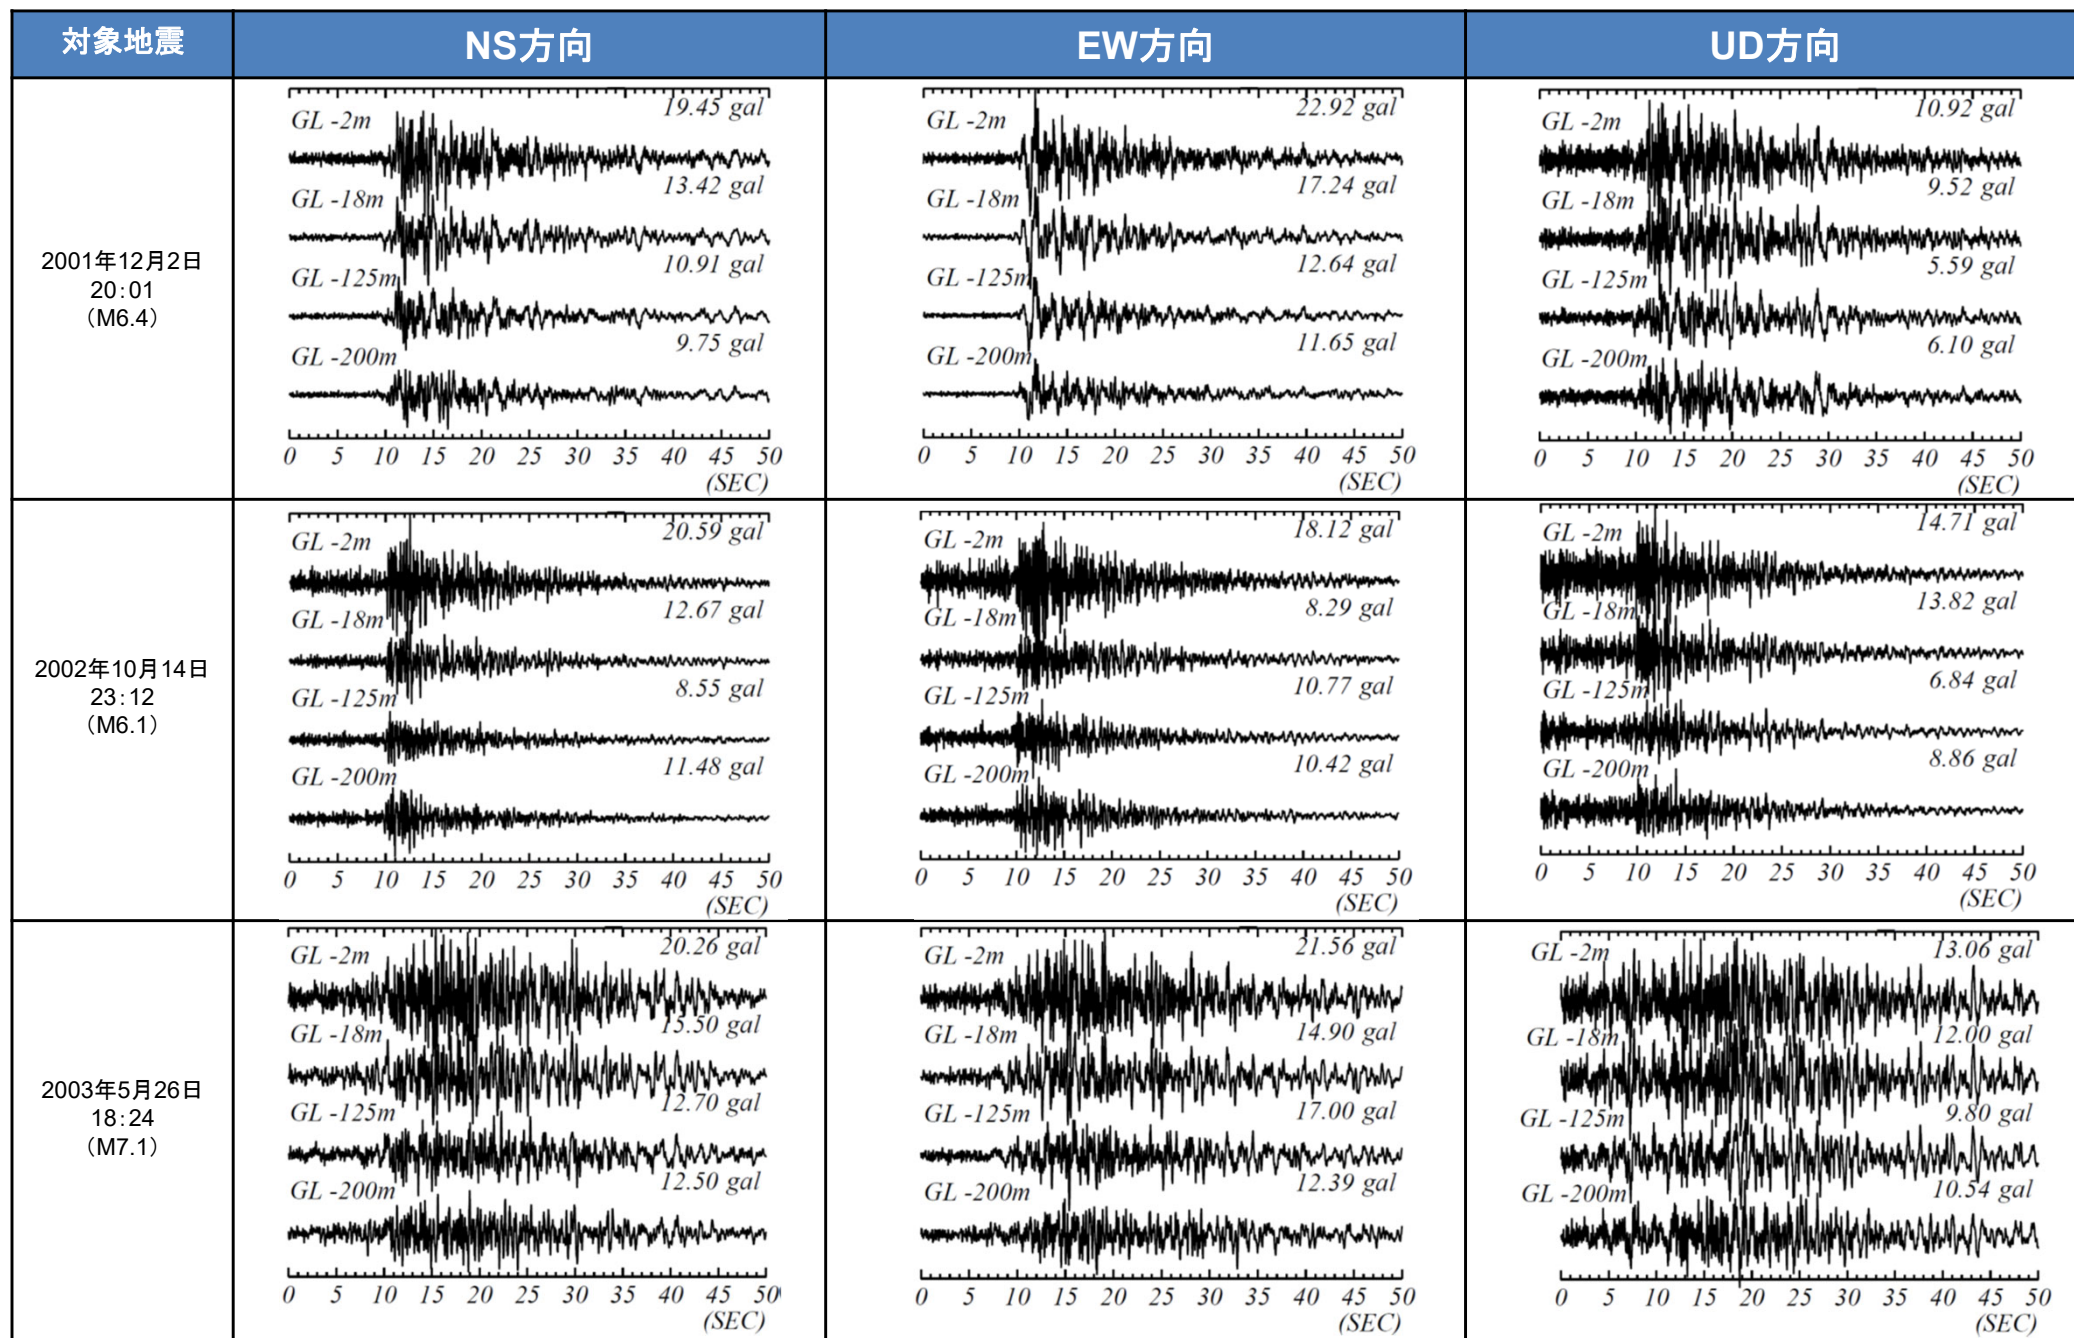 対象地震
NS方向
EW方向
UD方向
2001年12月2日
20：01
（M6.4）
GL -2m
19.45 gal
GL -18m
13.42 gal
GL -125m
10.91 gal
GL -200m
9.75 gal
0 5 10 15 20 25 30 35 40 45 50
(SEC)
GL -2m
22.92 gal
GL -18m
17.24 gal
GL -125m
12.64 gal
GL -200m
11.65 gal
0 5 10 15 20 25 30 35 40 45 50
(SEC)
GL -2m
10.92 gal
GL -18m
9.52 gal
GL -125m
5.59 gal
GL -200m
6.10 gal
0 5 10 15 20 25 30 35 40 45 50
(SEC)
2002年10月14日
23：12
（M6.1）
GL -2m
20.59 gal
GL -18m
12.67 gal
GL -125m
8.55 gal
GL -200m
11.48 gal
0 5 10 15 20 25 30 35 40 45 50
(SEC)
GL -2m
18.12 gal
GL -18m
8.29 gal
GL -125m
10.77 gal
GL -200m
10.42 gal
0 5 10 15 20 25 30 35 40 45 50
(SEC)
GL -2m
14.71 gal
GL -18m
13.82 gal
GL -125m
6.84 gal
GL -200m
8.86 gal
0 5 10 15 20 25 30 35 40 45 50
(SEC)
2003年5月26日
18：24
（M7.1）
GL -2m
20.26 gal
GL -18m
15.50 gal
GL -125m
12.70 gal
GL -200m
12.50 gal
0 5 10 15 20 25 30 35 40 45 50
(SEC)
GL -2m
21.56 gal
GL -18m
14.90 gal
GL -125m
17.00 gal
GL -200m
12.39 gal
0 5 10 15 20 25 30 35 40 45 50
(SEC)
GL -2m
13.06 gal
GL -18m
12.00 gal
GL -125m
9.80 gal
GL -200m
10.54 gal
0 5 10 15 20 25 30 35 40 45 50
(SEC)